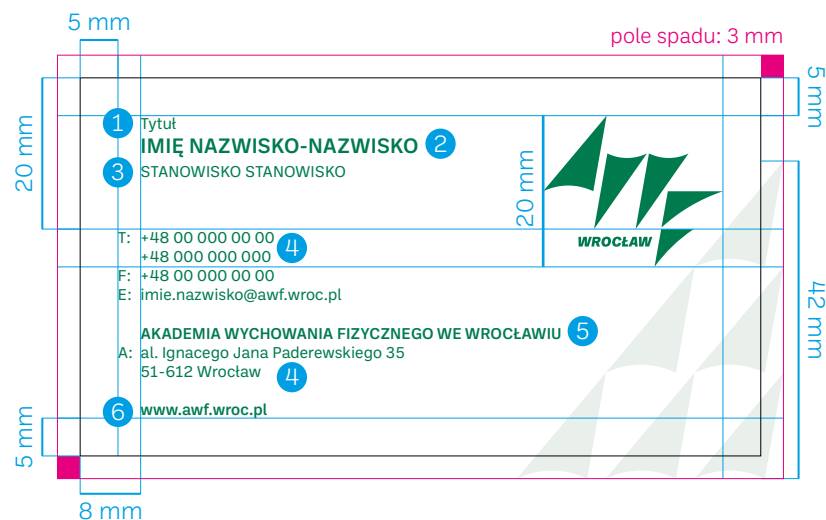 5 mm
pole spadu: 3 mm
5 mm
1 Tytuł
IMIĘ NAZWISKO-NAZWISKO 2
3 STANOWISKO STANOWISKO
20 mm
20 mm
WROCŁAW
T: +48 00 000 00 00 4
+48 000 000 000
F: +48 00 000 00 00
E: imie.nazwisko@awf.wroc.pl
42 mm
AKADEMIA WYCHOWANIA FIZYCZNEGO WE WROCŁAWIU 5
A: al. Ignacego Jana Paderewskiego 35
51-612 Wrocław 4
6 www.awf.wroc.pl
5 mm
8 mm